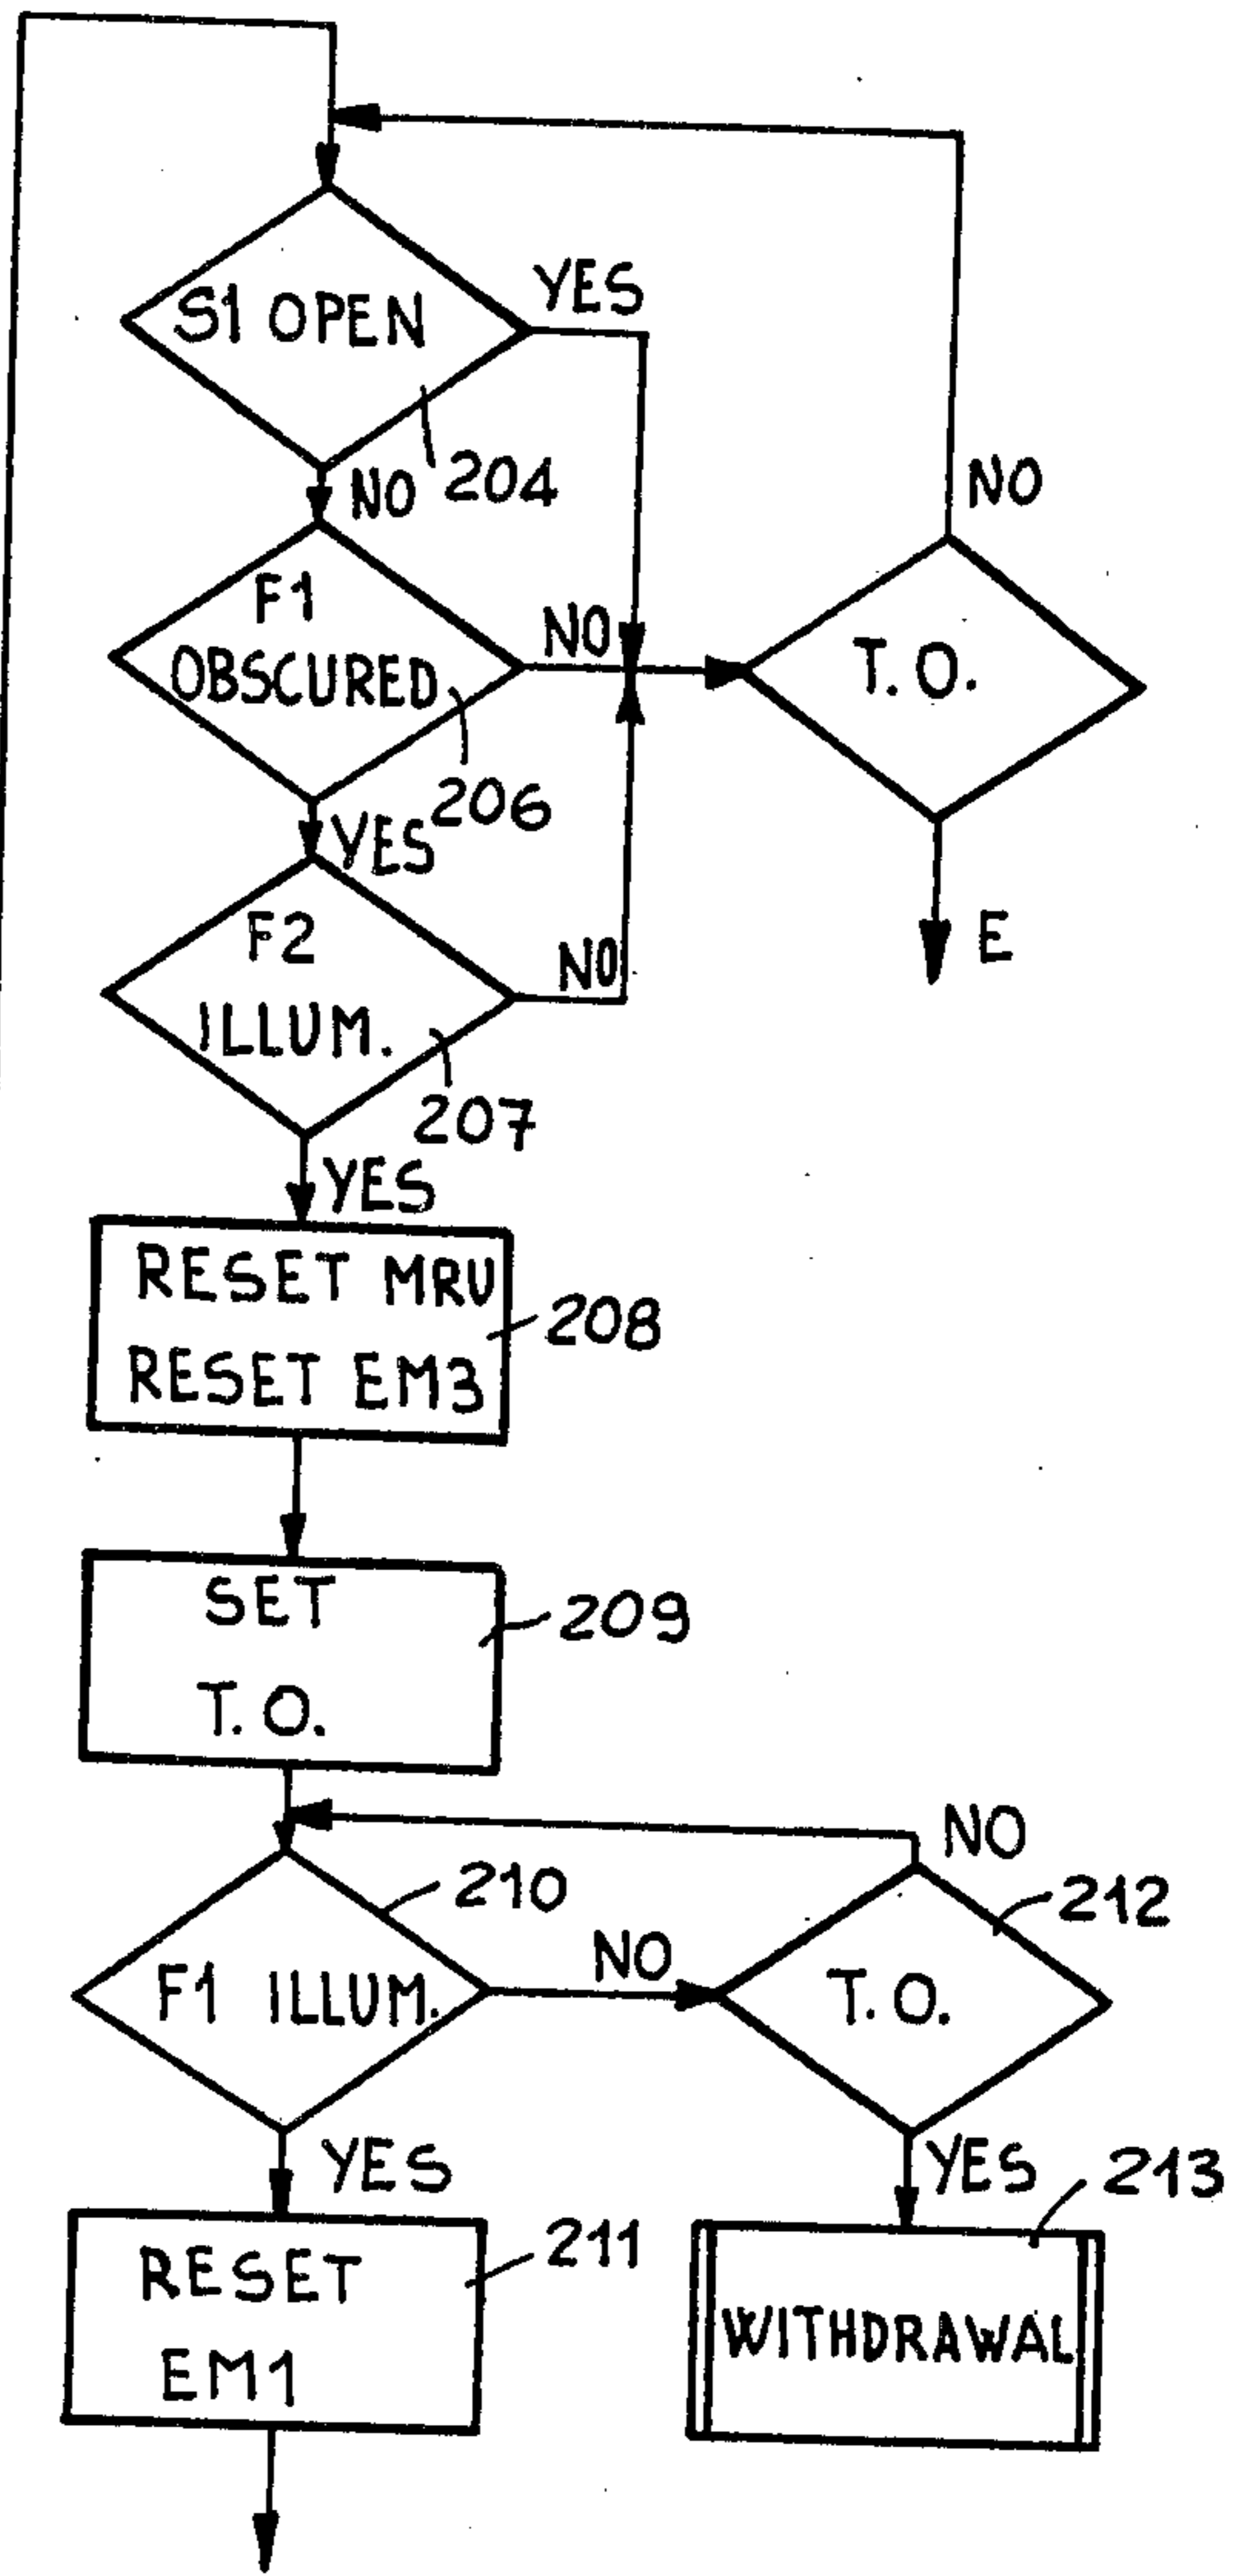 YES
S1 OPEN
204
NO
NO
F1
OBSCURED
NO
T. O.
206
YES
F2
ILLUM.
NO
E
207
YES
RESET MRU
RESET EM3
208
SET
T. O.
209
NO
210
212
F1 ILLUM.
NO
T. O.
YES
YES
213
RESET
EM1
211
WITHDRAWAL